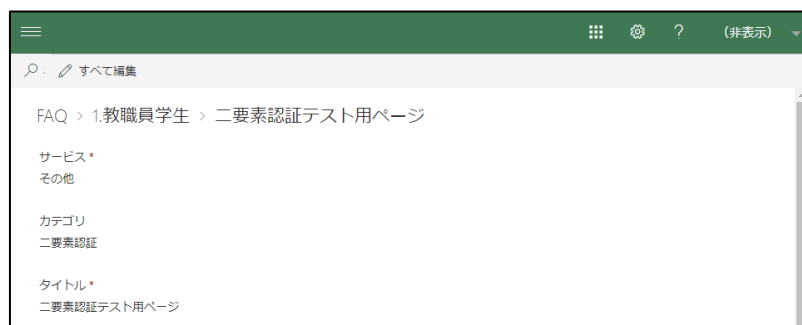 ? (非表示)
すべて編集
FAQ > 1.教職員学生 > 二要素認証テスト用ページ
サービス *
その他
カテゴリ
二要素認証
タイトル *
二要素認証テスト用ページ